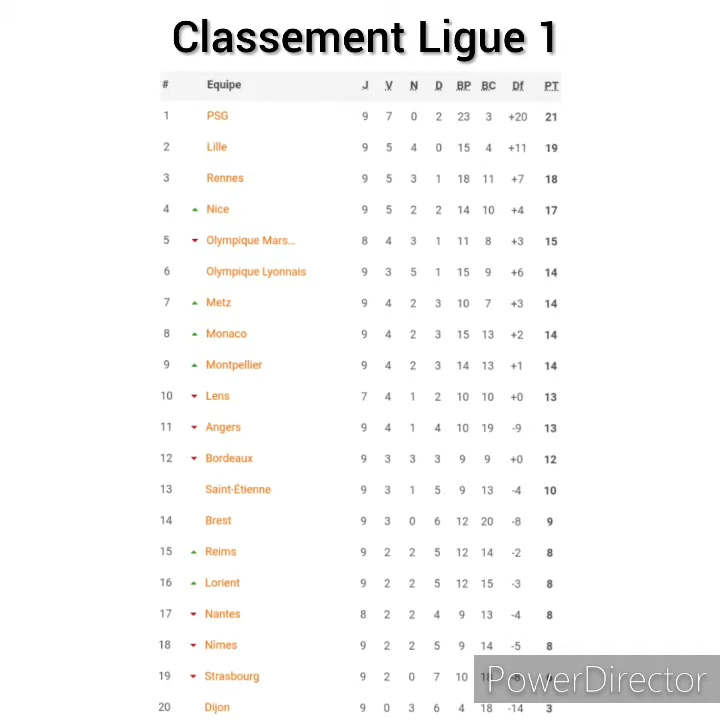 Classement Ligue 1
# Equipe J V N D BP BC Df PT
1 PSG 9 7 0 2 23 3 +20 21
2 Lille 9 5 4 0 15 4 +11 19
3 Rennes 9 5 3 1 18 11 +7 18
4 Nice 9 5 2 2 14 10 +4 17
5 Olympique Mars... 8 4 3 1 11 8 +3 15
6 Olympique Lyonnais 9 3 5 1 15 9 +6 14
7 Metz 9 4 2 3 10 7 +3 14
8 Monaco 9 4 2 3 15 13 +2 14
9 Montpellier 9 4 2 3 14 13 +1 14
10 Lens 7 4 1 2 10 10 +0 13
11 Angers 9 4 1 4 10 19 -9 13
12 Bordeaux 9 3 3 3 9 9 +0 12
13 Saint-Étienne 9 3 1 5 9 13 -4 10
14 Brest 9 3 0 6 12 20 -8 9
15 Reims 9 2 2 5 12 14 -2 8
16 Lorient 9 2 2 5 12 15 -3 8
17 Nantes 8 2 2 4 9 13 -4 8
18 Nîmes 9 2 2 5 9 14 -5 8
19 Strasbourg 9 2 0 7 10 18
PowerDirector
20 Dijon 9 0 3 6 4 18 -14 3